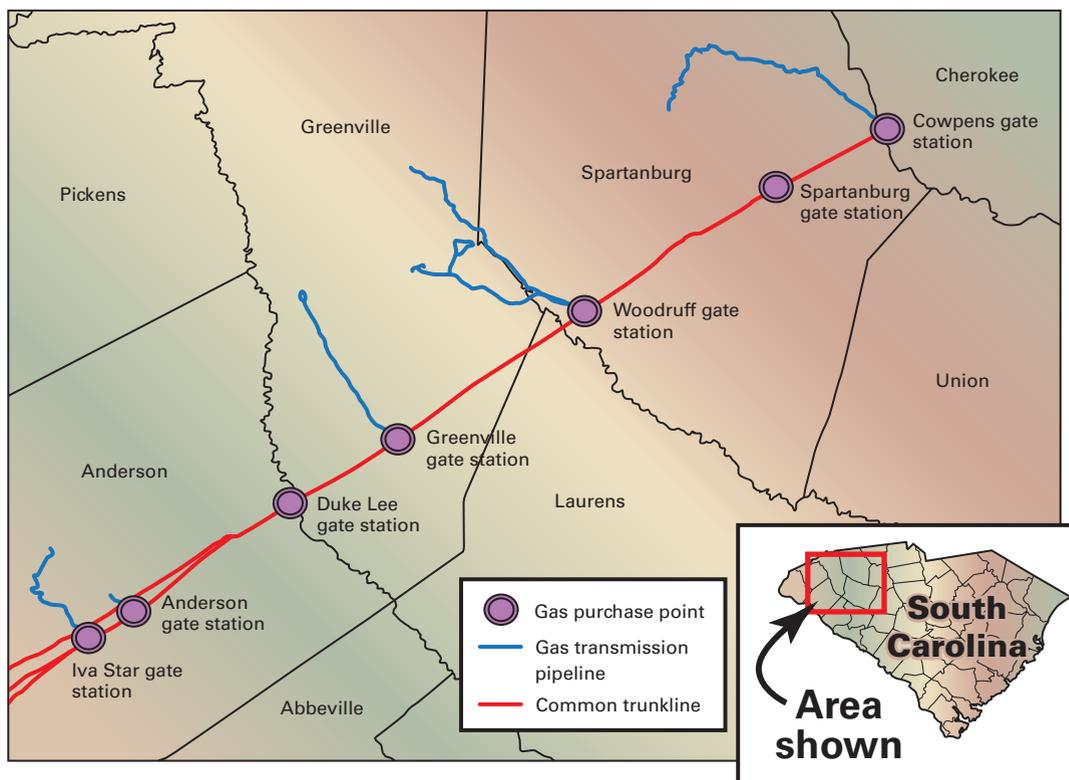 Cherokee
Greenville
Cowpens gate
station
Spartanburg
Pickens
Spartanburg
gate station
Woodruff gate
station
Union
Greenville
gate station
Anderson
Laurens
Duke Lee
gate station
Anderson
gate station
Iva Star gate
station
Abbeville
Gas purchase point
Gas transmission
pipeline
Common trunkline
South
Carolina
Area
shown